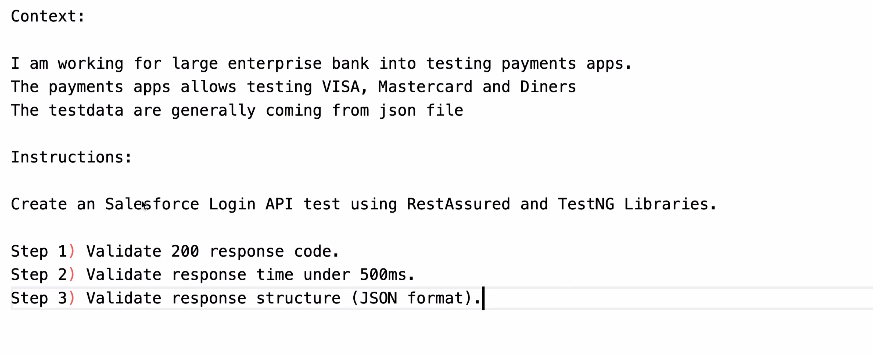 Context:
I am working for large enterprise bank into testing payments apps.
The payments apps allows testing VISA, Mastercard and Diners
The testdata are generally coming from json file
Instructions:
Create an Salesforce Login API test using RestAssured and TestNG Libraries.
Step 1) Validate 200 response code.
Step 2) Validate response time under 500ms.
Step 3) Validate response structure (JSON format).